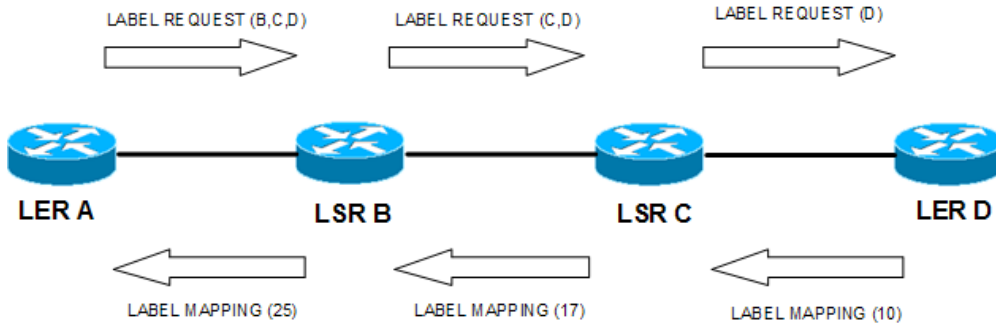 LABEL REQUEST (B,C,D)
LABEL REQUEST (C,D)
LABEL REQUEST (D)
LER A
LSR B
LSR C
LER D
LABEL MAPPING (25)
LABEL MAPPING (17)
LABEL MAPPING (10)